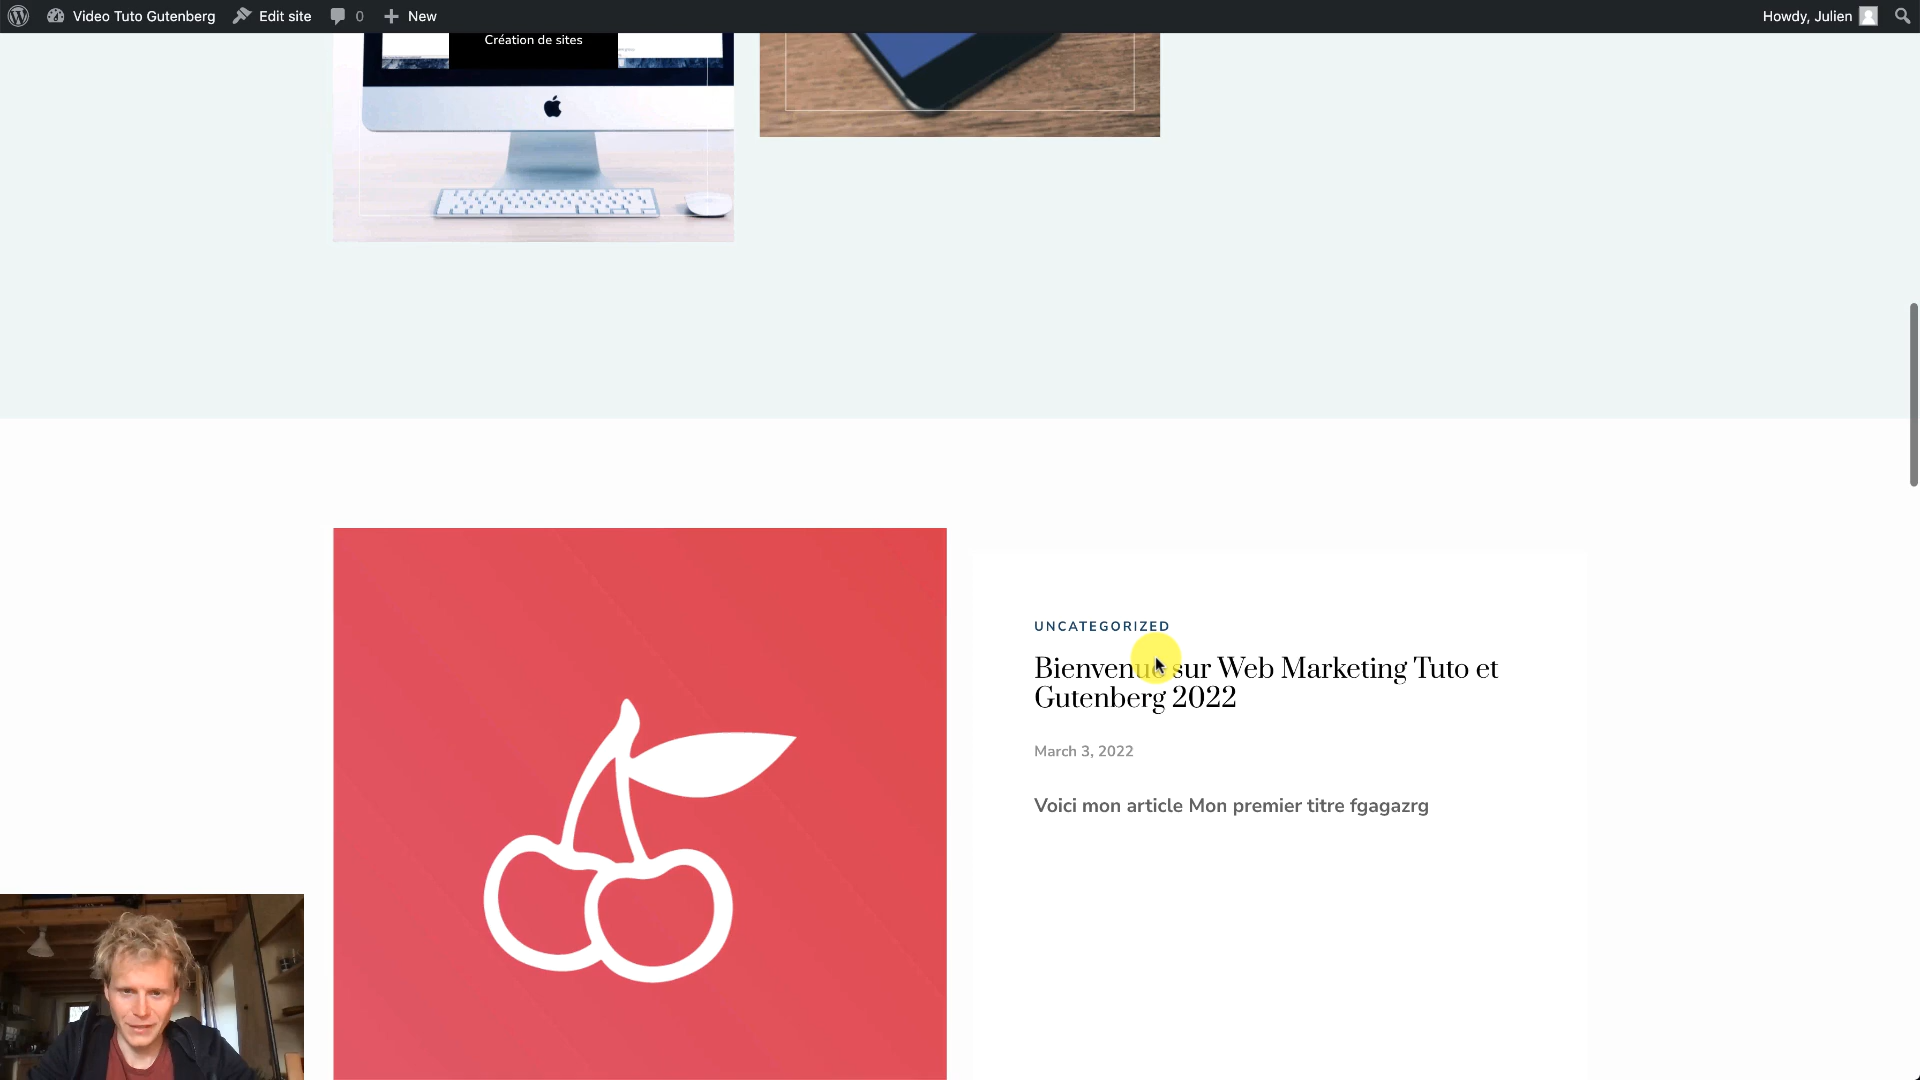 Video Tuto Gutenberg Edit site 0 New Howdy, Julien
Création de sites
UNCATEGORIZED
Bienvenue sur Web Marketing Tuto et
Gutenberg 2022
March 3, 2022
Voici mon article Mon premier titre fgagazrg